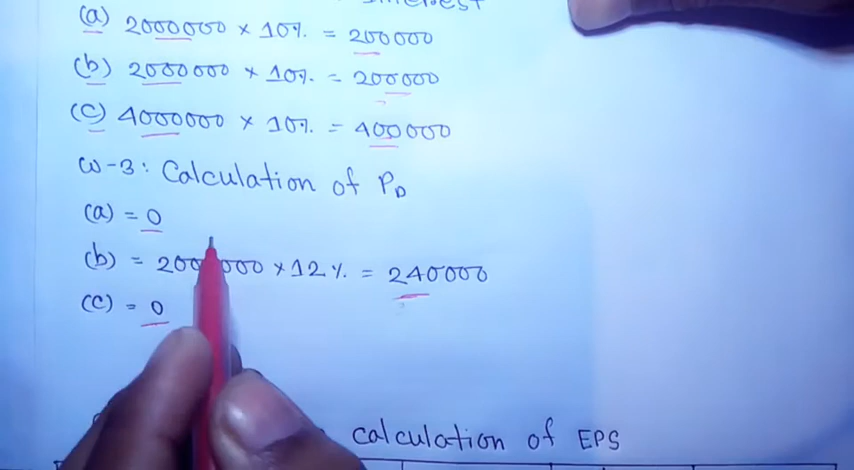 (a) 2000000 × 10% = 200000
(b) 2000000 × 10% = 200000
(c) 4000000 × 10% = 400000
W-3: Calculation of PD
(a) = 0
(b) = 2000000 × 12% = 240000
(c) = 0
calculation of EPS